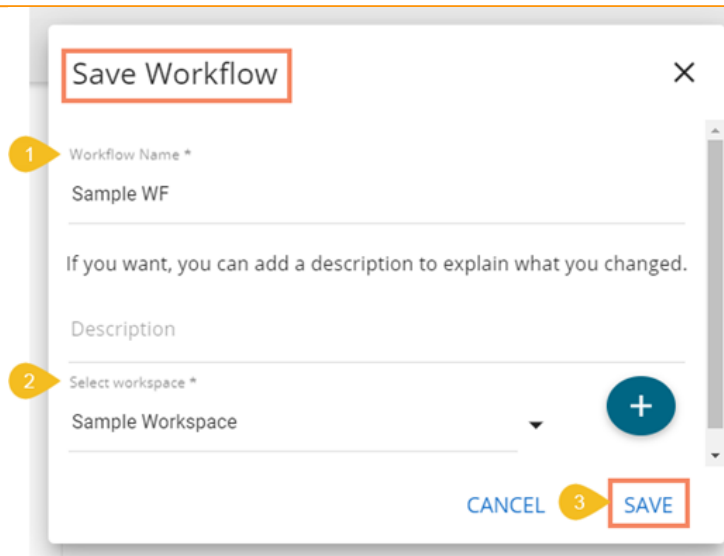 Save Workflow
1 Workflow Name *
Sample WF
If you want, you can add a description to explain what you changed.
Description
2 Select workspace *
Sample Workspace
CANCEL 3 SAVE